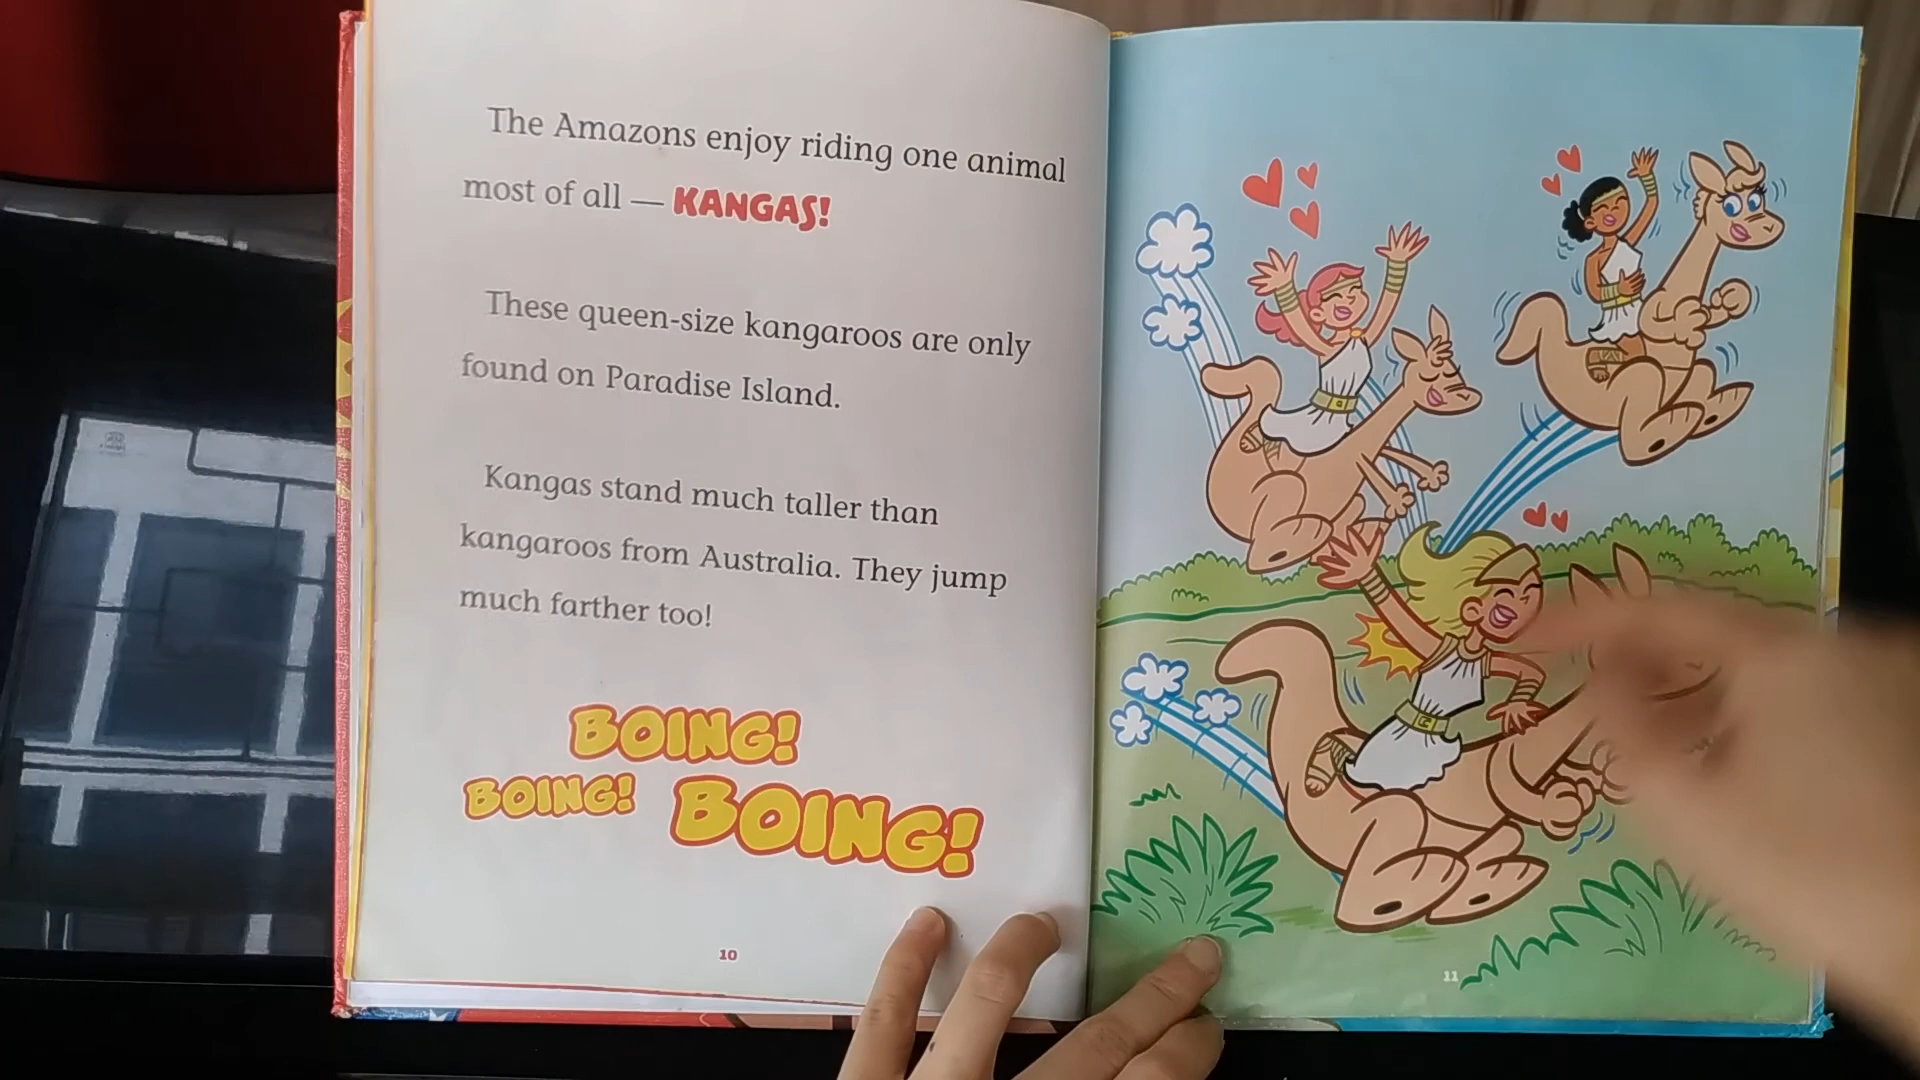 The Amazons enjoy riding one animal
most of all — KANGAS!
These queen-size kangaroos are only
found on Paradise Island.
Kangas stand much taller than
kangaroos from Australia. They jump
much farther too!
BOING!
BOING! BOING!
10
11